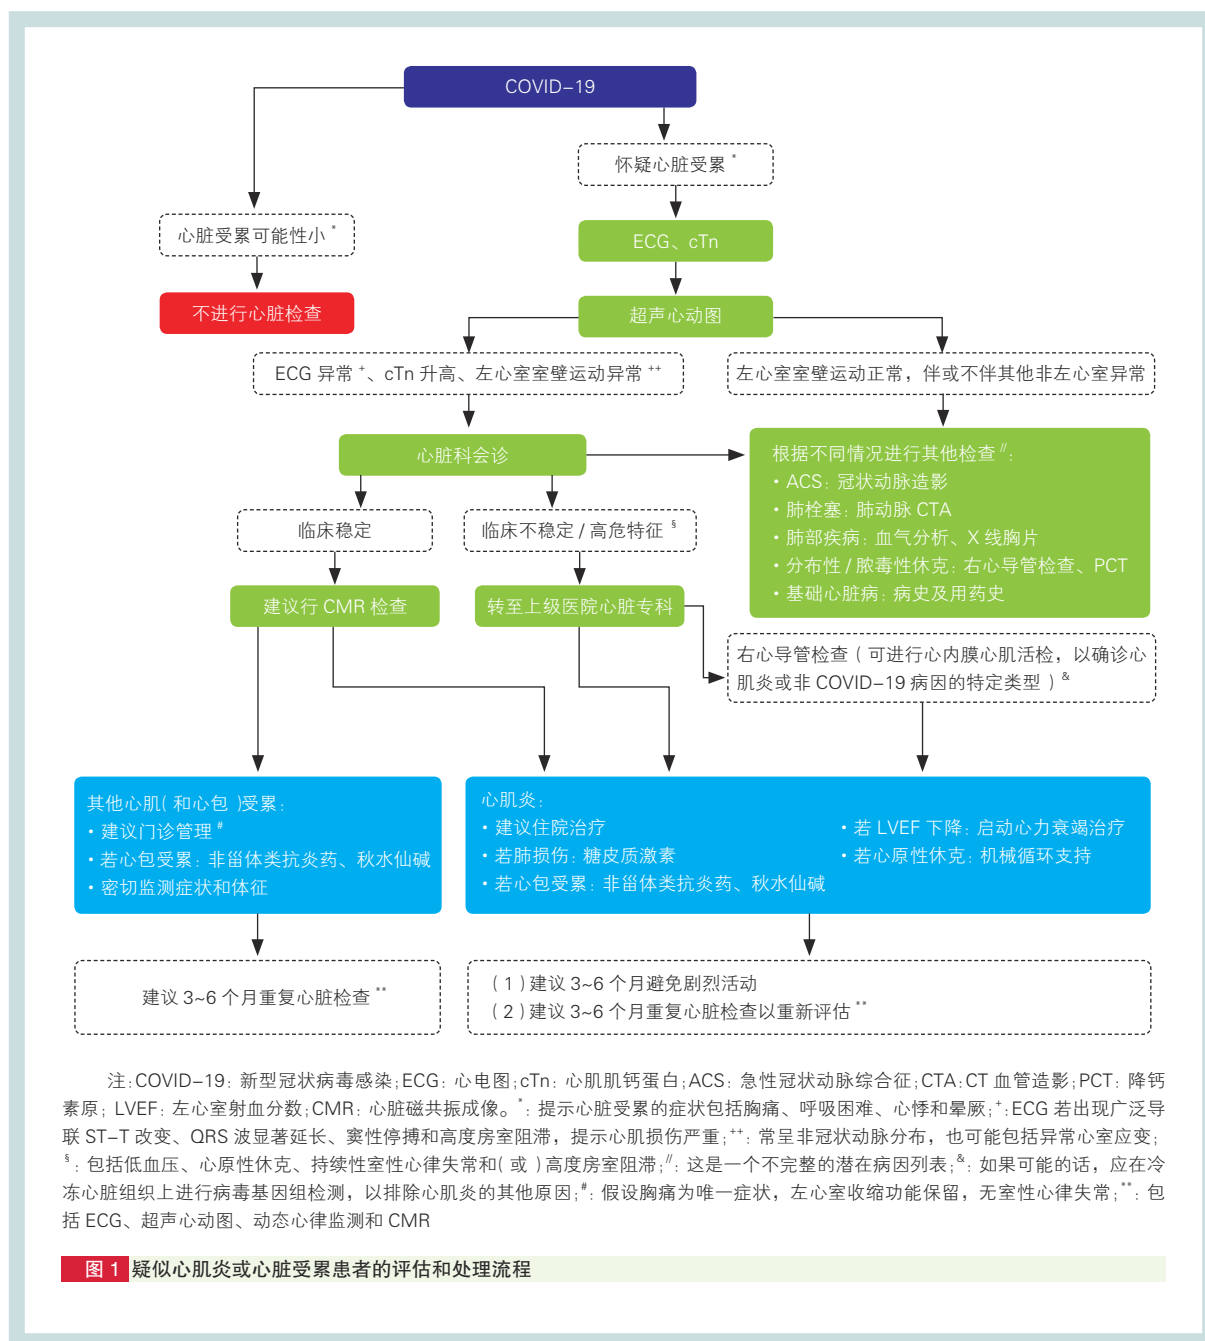 COVID-19
怀疑心脏受累*
心脏受累可能性小*
ECG、cTn
不进行心脏检查
超声心动图
ECG 异常+、cTn 升高、左心室室壁运动异常++
左心室室壁运动正常，伴或不伴其他非左心室异常
心脏科会诊
根据不同情况进行其他检查//：
·ACS：冠状动脉造影
·肺栓塞：肺动脉 CTA
·肺部疾病：血气分析、X 线胸片
·分布性 / 脓毒性休克：右心导管检查、PCT
·基础心脏病：病史及用药史
临床稳定
临床不稳定 / 高危特征§
建议行 CMR 检查
转至上级医院心脏专科
右心导管检查（可进行心内膜心肌活检，以确诊心
肌炎或非 COVID-19 病因的特定类型）&
其他心肌(和心包)受累：
·建议门诊管理#
·若心包受累：非甾体类抗炎药、秋水仙碱
·密切监测症状和体征
心肌炎：
·建议住院治疗
·若肺损伤：糖皮质激素
·若心包受累：非甾体类抗炎药、秋水仙碱
·若 LVEF 下降：启动心力衰竭治疗
·若心原性休克：机械循环支持
建议 3~6 个月重复心脏检查**
（1）建议 3~6 个月避免剧烈活动
（2）建议 3~6 个月重复心脏检查以重新评估**
注：COVID-19：新型冠状病毒感染；ECG：心电图；cTn：心肌肌钙蛋白；ACS：急性冠状动脉综合征；CTA：CT 血管造影；PCT：降钙
素原；LVEF：左心室射血分数；CMR：心脏磁共振成像。*：提示心脏受累的症状包括胸痛、呼吸困难、心悸和晕厥；+：ECG 若出现广泛导
联 ST-T 改变、QRS 波显著延长、窦性停搏和高度房室阻滞，提示心肌损伤严重；++：常呈非冠状动脉分布，也可能包括异常心室应变；
§：包括低血压、心原性休克、持续性室性心律失常和(或)高度房室阻滞；//：这是一个不完整的潜在病因列表；&：如果可能的话，应在冷
冻心脏组织上进行病毒基因组检测，以排除心肌炎的其他原因；#：假设胸痛为唯一症状，左心室收缩功能保留，无室性心律失常；**：包
括 ECG、超声心动图、动态心律监测和 CMR
图 1 疑似心肌炎或心脏受累患者的评估和处理流程